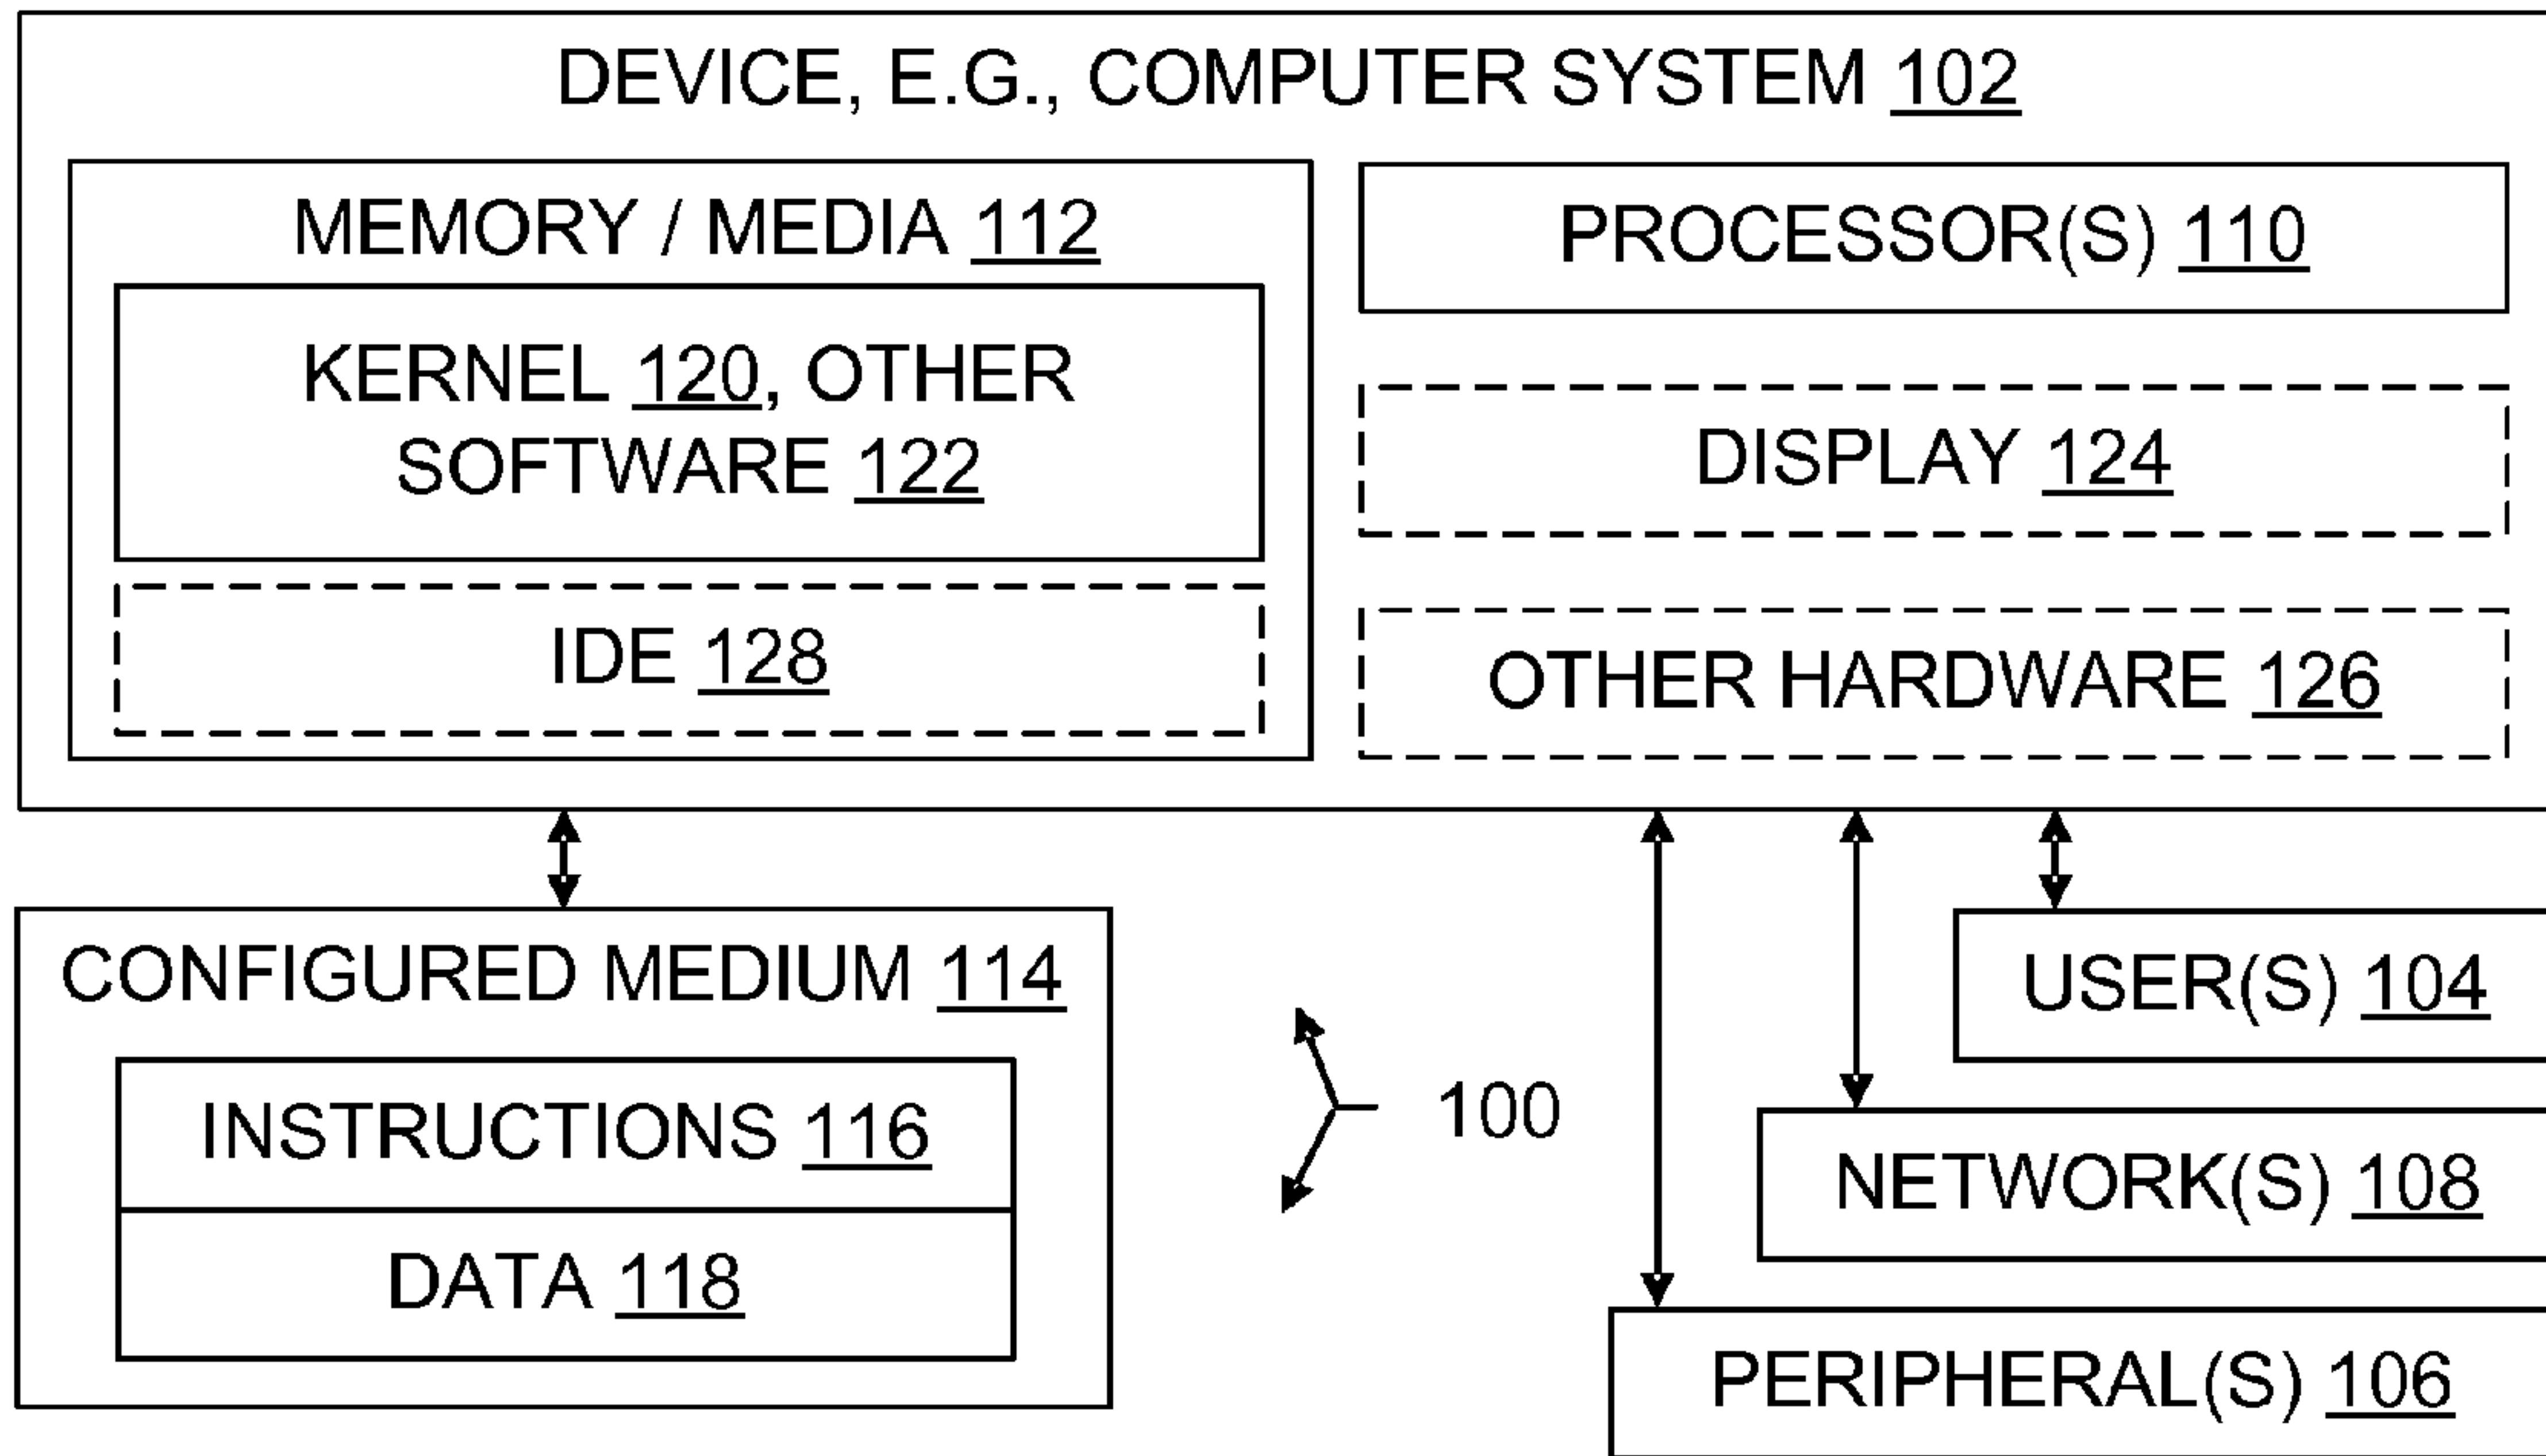 DEVICE, E.G., COMPUTER SYSTEM 102
MEMORY / MEDIA 112
KERNEL 120, OTHER
SOFTWARE 122
IDE 128
PROCESSOR(S) 110
DISPLAY 124
OTHER HARDWARE 126
CONFIGURED MEDIUM 114
INSTRUCTIONS 116
DATA 118
100
USER(S) 104
NETWORK(S) 108
PERIPHERAL(S) 106